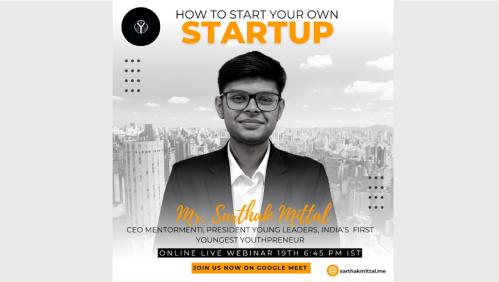 HOW TO START YOUR OWN
STARTUP
Mr. Sarthak Mittal
CEO MENTORMENTI, PRESIDENT YOUNG LEADERS, INDIA'S FIRST
YOUNGEST YOUTHPRENEUR
ONLINE LIVE WEBINAR 19TH 6:45 PM IST
JOIN US NOW ON GOOGLE MEET
sarthakmittal.me